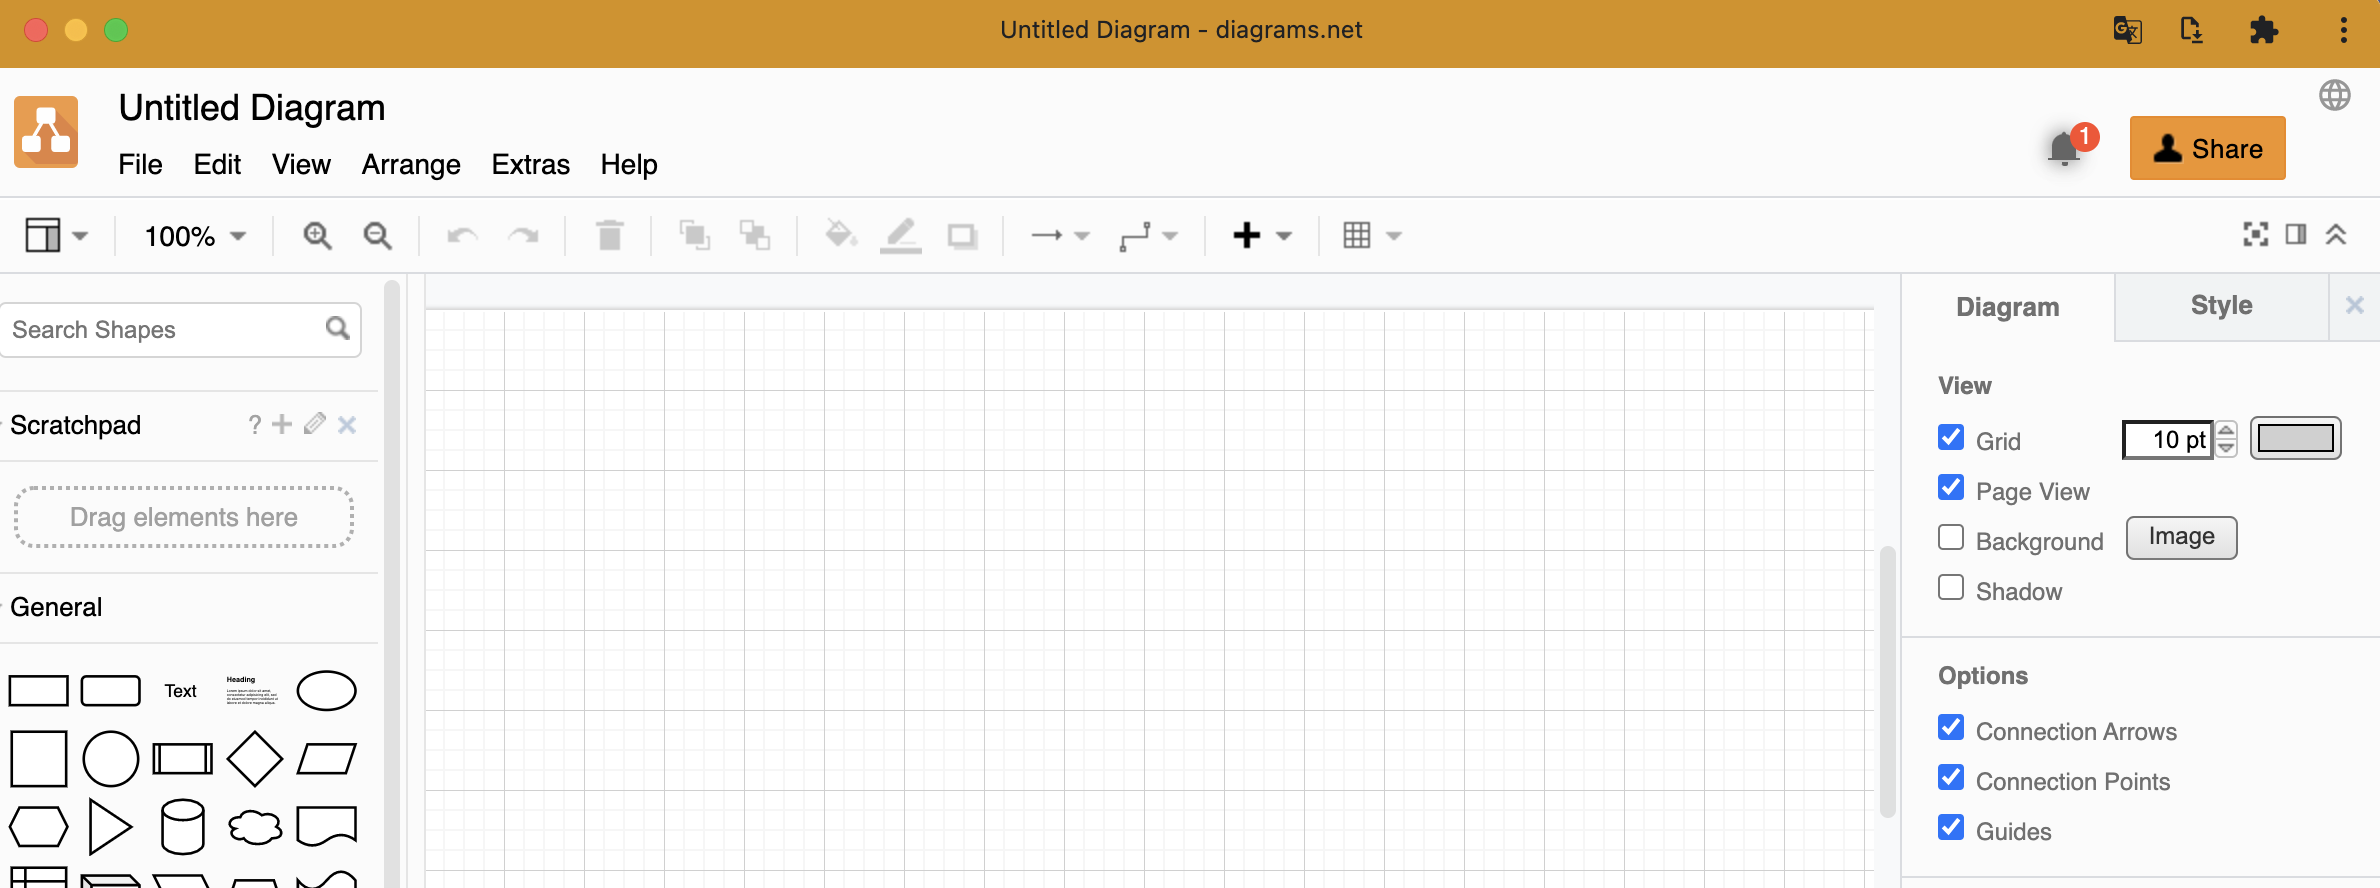 Untitled Diagram - diagrams.net
Untitled Diagram
File Edit View Arrange Extras Help
1
Share
100%
Search Shapes
Scratchpad ?
Drag elements here
General
Text
Heading
Diagram Style
View
Grid 10 pt
Page View
Background Image
Shadow
Options
Connection Arrows
Connection Points
Guides